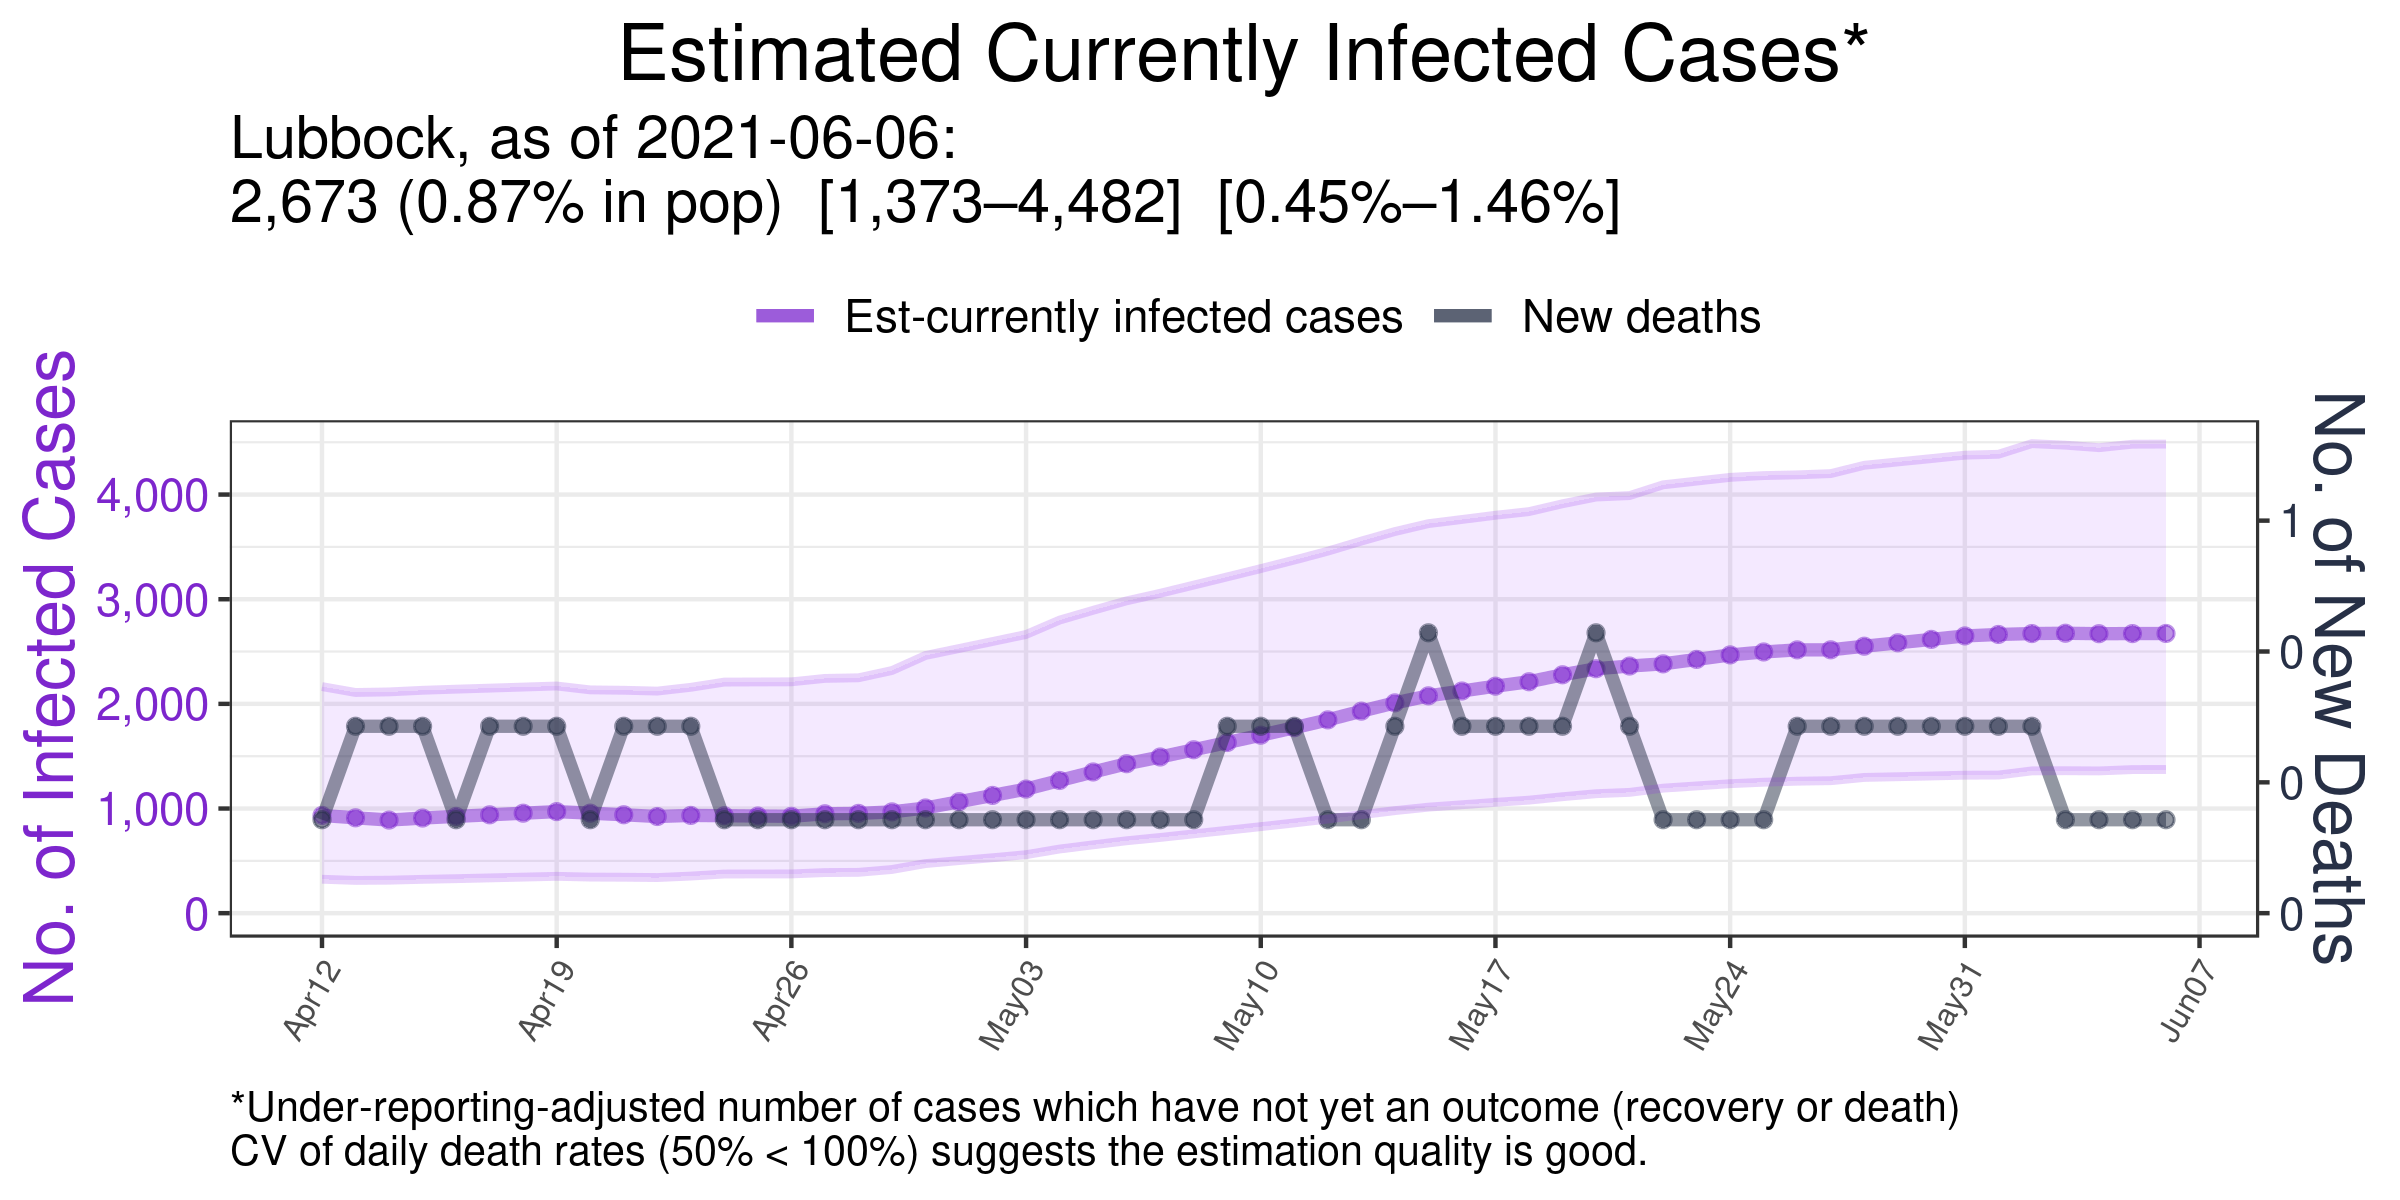 Estimated Currently Infected Cases*
Lubbock, as of 2021-06-06:
2,673 (0.87% in pop)  [1,373–4,482]  [0.45%–1.46%]
Est-currently infected cases
New deaths
No. of Infected Cases
4,000
3,000
2,000
1,000
0
No. of New Deaths
1
0
0
0
Apr12
Apr19
Apr26
May03
May10
May17
May24
May31
Jun07
*Under-reporting-adjusted number of cases which have not yet an outcome (recovery or death)
CV of daily death rates (50% < 100%) suggests the estimation quality is good.